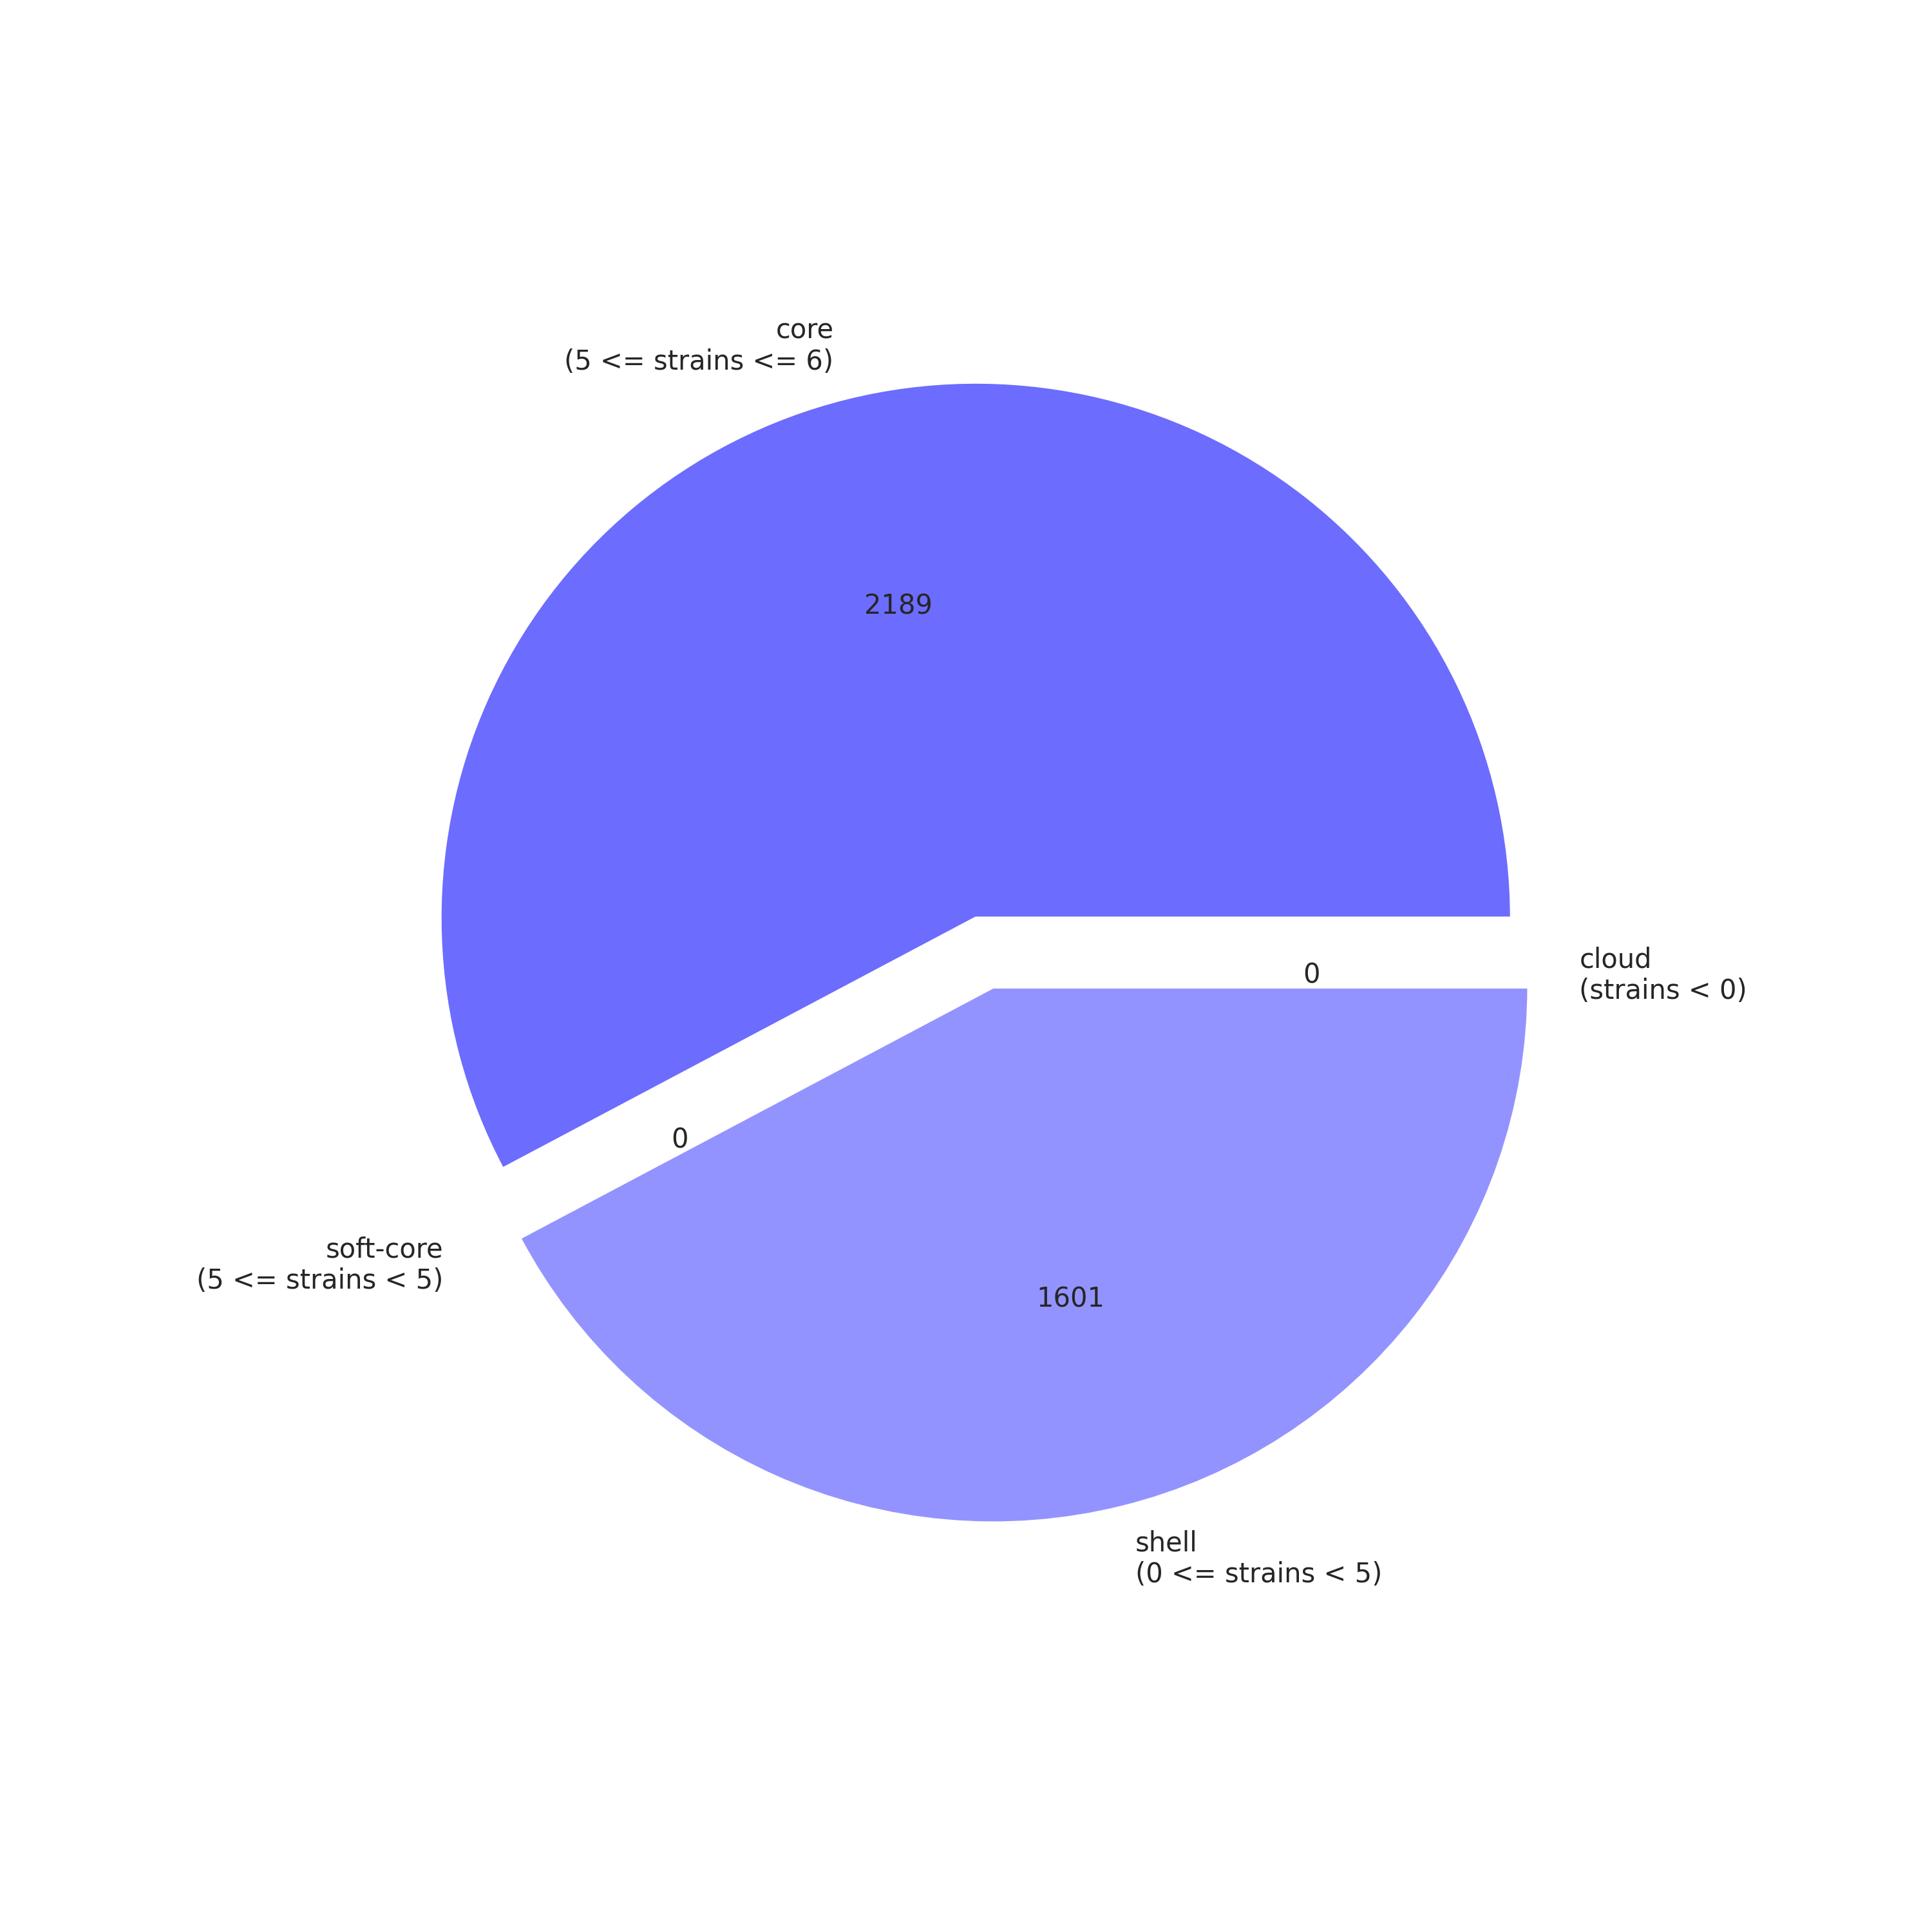 core
(5 <= strains <= 6)
2189
cloud
(strains < 0)
0
0
soft-core
(5 <= strains < 5)
1601
shell
(0 <= strains < 5)